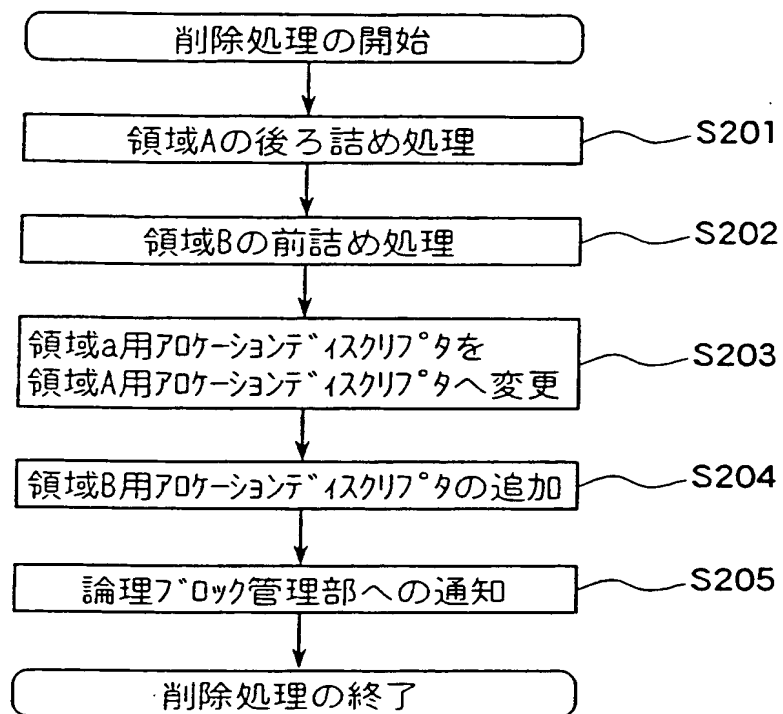 削除処理の開始
領域Aの後ろ詰め処理
S201
領域Bの前詰め処理
S202
領域a用ｱﾛｹｰｼｮﾝﾃﾞｨｽｸﾘﾌﾟﾀを
領域A用ｱﾛｹｰｼｮﾝﾃﾞｨｽｸﾘﾌﾟﾀへ変更
S203
領域B用ｱﾛｹｰｼｮﾝﾃﾞｨｽｸﾘﾌﾟﾀの追加
S204
論理ﾌﾞﾛｯｸ管理部への通知
S205
削除処理の終了